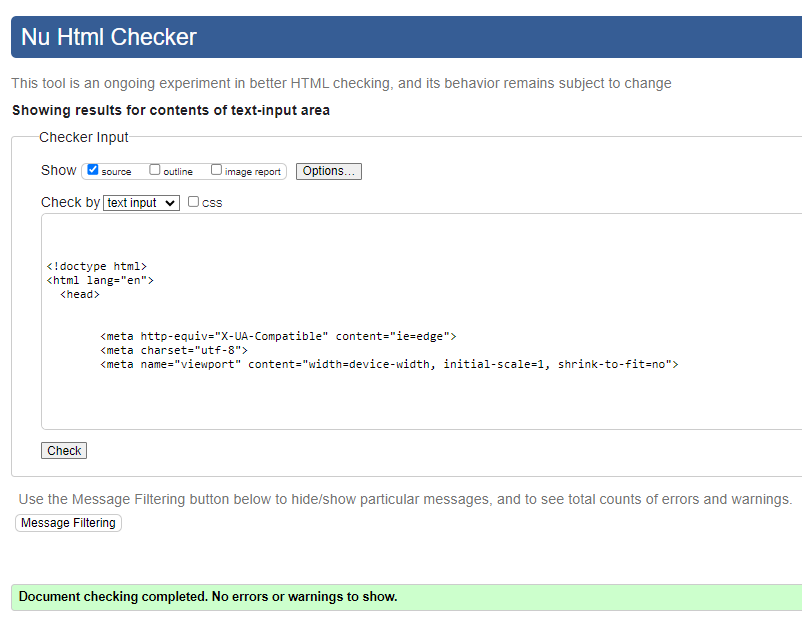 Nu Html Checker
This tool is an ongoing experiment in better HTML checking, and its behavior remains subject to change
Showing results for contents of text-input area
Checker Input
Show source outline image report Options...
Check by text input css
<!doctype html>
<html lang="en">
<head>
<meta http-equiv="X-UA-Compatible" content="ie=edge">
<meta charset="utf-8">
<meta name="viewport" content="width=device-width, initial-scale=1, shrink-to-fit=no">
Check
Use the Message Filtering button below to hide/show particular messages, and to see total counts of errors and warnings.
Message Filtering
Document checking completed. No errors or warnings to show.